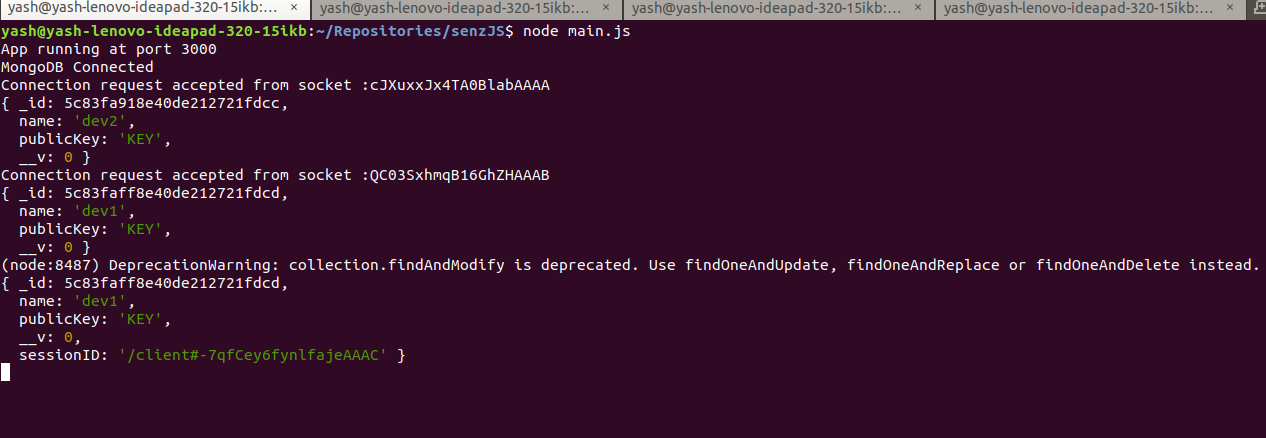 yash@yash-lenovo-ideapad-320-15ikb:... × yash@yash-lenovo-ideapad-320-15ikb:... × yash@yash-lenovo-ideapad-320-15ikb:... × yash@yash-lenovo-ideapad-320-15ikb:... ×
yash@yash-lenovo-ideapad-320-15ikb:~/Repositories/senzJS$ node main.js
App running at port 3000
MongoDB Connected
Connection request accepted from socket :cJXuxxJx4TA0BlabAAAA
{ _id: 5c83fa918e40de212721fdcc,
  name: 'dev2',
  publicKey: 'KEY',
  __v: 0 }
Connection request accepted from socket :QC03SxhmqB16GhZHAAAB
{ _id: 5c83faff8e40de212721fdcd,
  name: 'dev1',
  publicKey: 'KEY',
  __v: 0 }
(node:8487) DeprecationWarning: collection.findAndModify is deprecated. Use findOneAndUpdate, findOneAndReplace or findOneAndDelete instead.
{ _id: 5c83faff8e40de212721fdcd,
  name: 'dev1',
  publicKey: 'KEY',
  __v: 0,
  sessionID: '/client#-7qfCey6fynlfajeAAAC' }